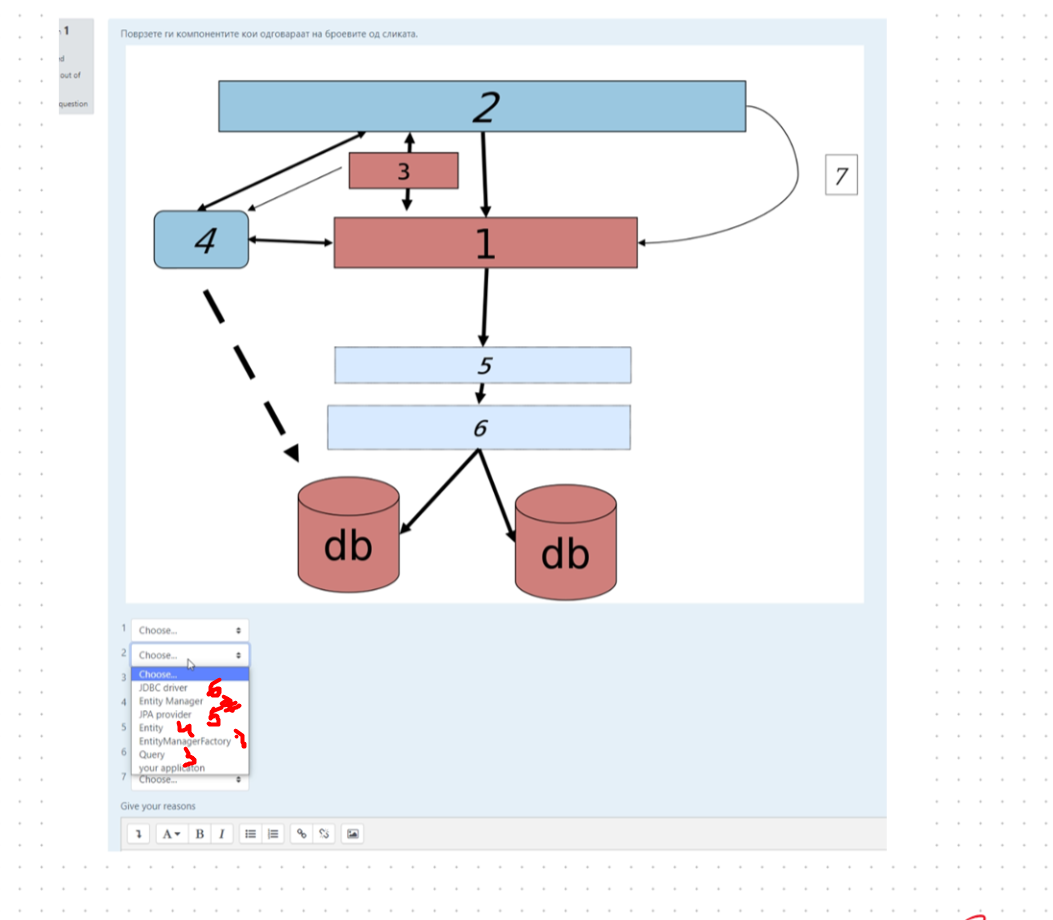 1
out of
question
Поврзете ги компонентите кои одговараат на броевите од сликата.
2
3
7
4
1
5
6
db
db
1 Choose...
2 Choose...
3 Choose...
JDBC driver 6
4 Entity Manager
JPA provider 5
5 Entity 4
EntityManagerFactory 7
6 Query 3
your applicaton
7 Choose...
Give your reasons
A B I